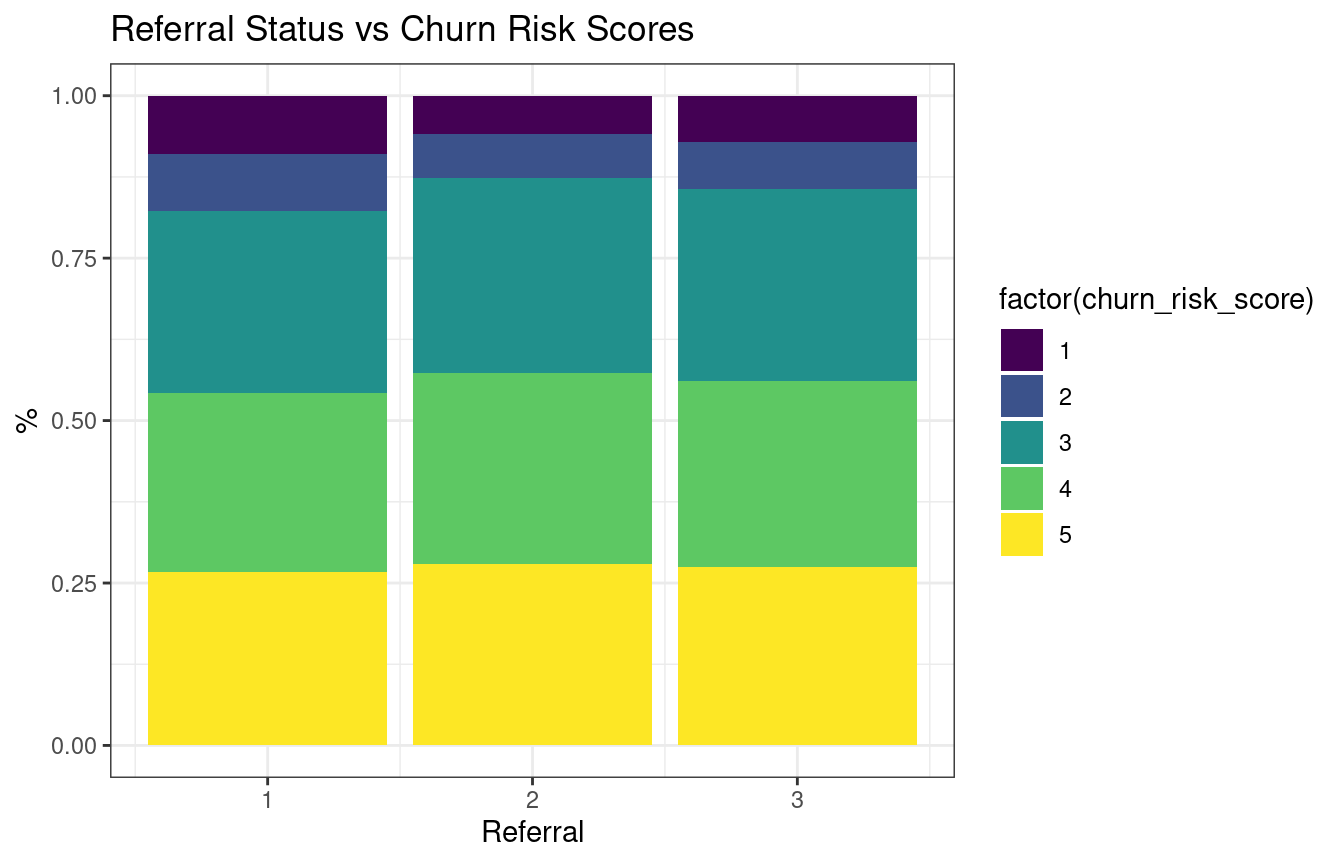 Referral Status vs Churn Risk Scores
%
1.00
0.75
0.50
0.25
0.00
1 2 3
Referral
factor(churn_risk_score)
1
2
3
4
5